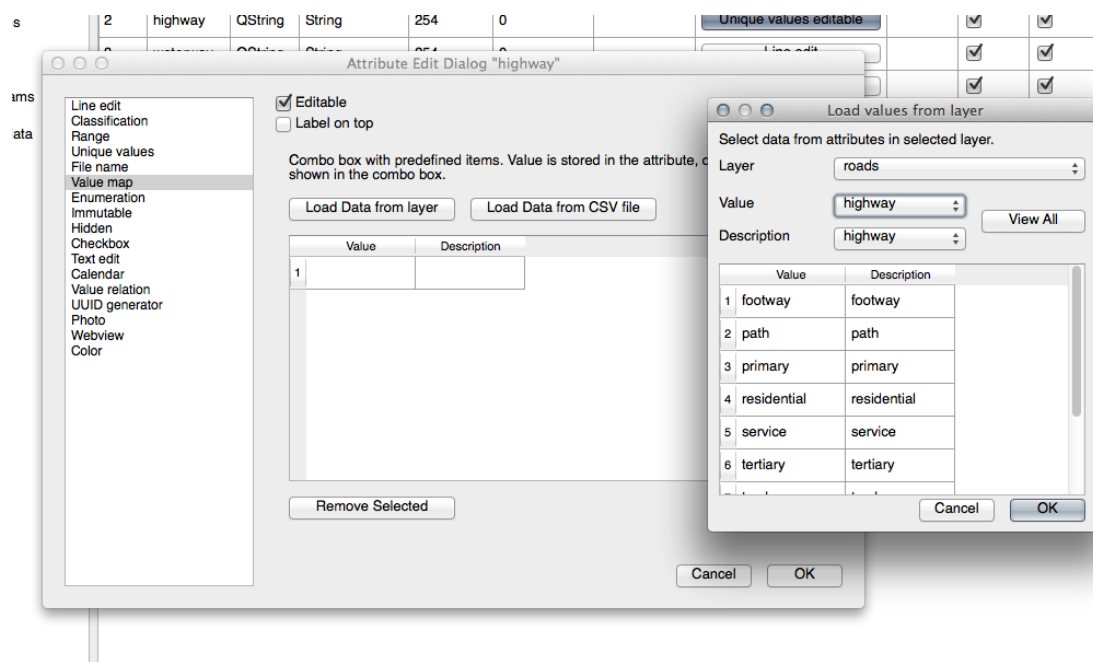 s
2 highway QString String 254 0 Unique values editable
QString String 254 0 Line edit
ams
ata
Attribute Edit Dialog "highway"
Line edit
Classification
Range
Unique values
File name
Value map
Enumeration
Immutable
Hidden
Checkbox
Text edit
Calendar
Value relation
UUID generator
Photo
Webview
Color
Editable
Label on top
Combo box with predefined items. Value is stored in the attribute,
shown in the combo box.
Load Data from layer Load Data from CSV file
Value Description
1
Remove Selected
Cancel OK
Load values from layer
Select data from attributes in selected layer.
Layer roads
Value highway
View All
Description highway
Value Description
1 footway footway
2 path path
3 primary primary
4 residential residential
5 service service
6 tertiary tertiary
Cancel OK